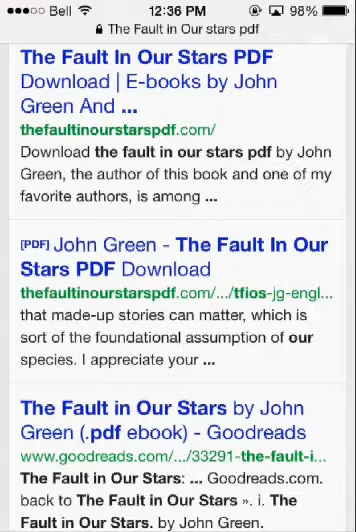 Bell 12:36 PM 98%
The Fault in Our stars pdf
The Fault In Our Stars PDF
Download | E-books by John
Green And ...
thefaultinourstarspdf.com/
Download the fault in our stars pdf by John
Green, the author of this book and one of my
favorite authors, is among ...
[PDF] John Green - The Fault In Our
Stars PDF Download
thefaultinourstarspdf.com/.../tfios-jg-engl...
that made-up stories can matter, which is
sort of the foundational assumption of our
species. I appreciate your ...
The Fault in Our Stars by John
Green (.pdf ebook) - Goodreads
www.goodreads.com/.../33291-the-fault-i...
The Fault in Our Stars: ... Goodreads.com.
back to The Fault in Our Stars ». i. The
Fault in Our Stars. by John Green.